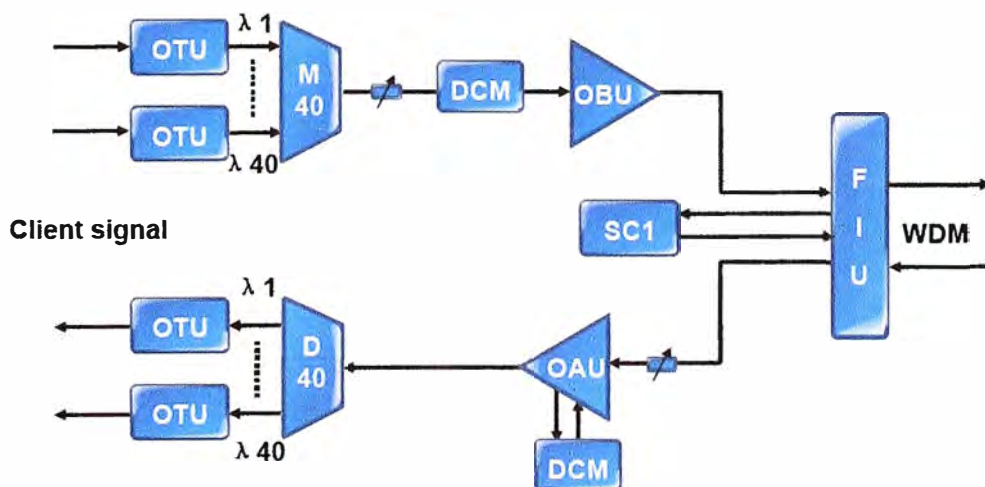 λ 1
OTU
OTU
λ 40
M
40
DCM
OBU
F
I
U
SC1
WDM
Client signal
λ 1
OTU
OTU
λ 40
D
40
OAU
DCM